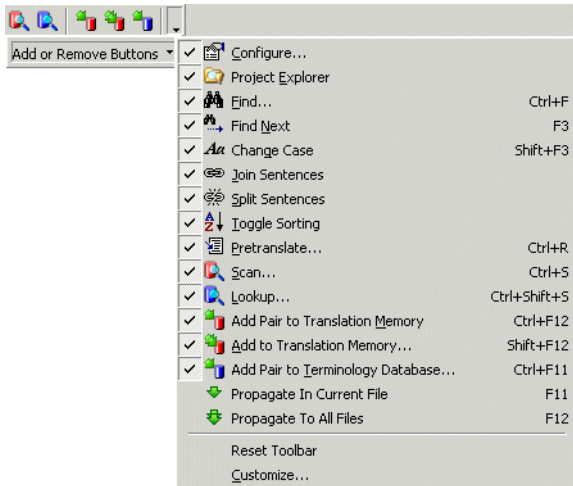 Add or Remove Buttons
Configure...
Project Explorer
Find... Ctrl+F
Find Next F3
Change Case Shift+F3
Join Sentences
Split Sentences
Toggle Sorting
Pretranslate... Ctrl+R
Scan... Ctrl+S
Lookup... Ctrl+Shift+S
Add Pair to Translation Memory Ctrl+F12
Add to Translation Memory... Shift+F12
Add Pair to Terminology Database... Ctrl+F11
Propagate In Current File F11
Propagate To All Files F12
Reset Toolbar
Customize...